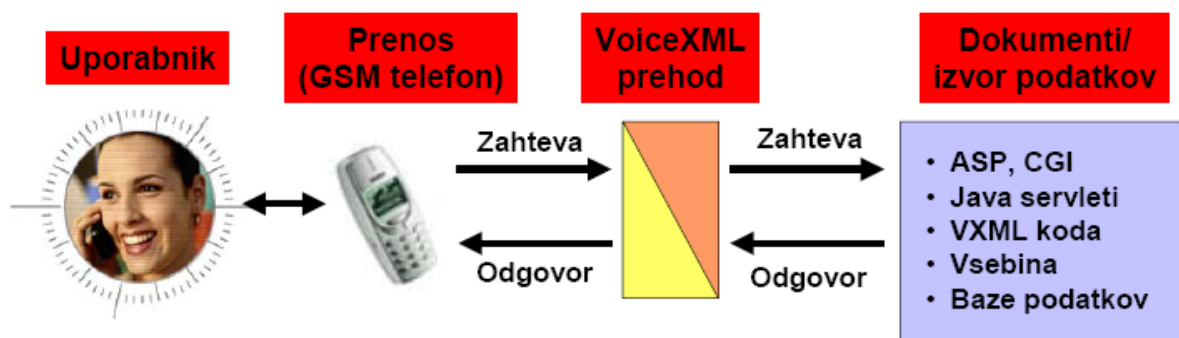 Uporabnik
Prenos
(GSM telefon)
VoiceXML
prehod
Dokumenti/
izvor podatkov
Zahteva
Odgovor
Zahteva
Odgovor
• ASP, CGI
• Java servleti
• VXML koda
• Vsebina
• Baze podatkov